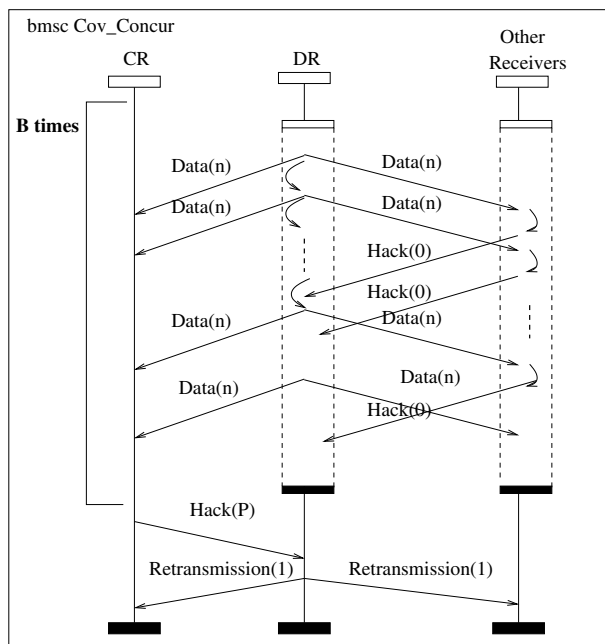 bmsc Cov_Concur
Other
Receivers
CR
DR
B times
Data(n)
Data(n)
Data(n)
Data(n)
Hack(0)
Hack(0)
Data(n)
Data(n)
Data(n)
Data(n)
Hack(0)
Hack(P)
Retransmission(1)
Retransmission(1)